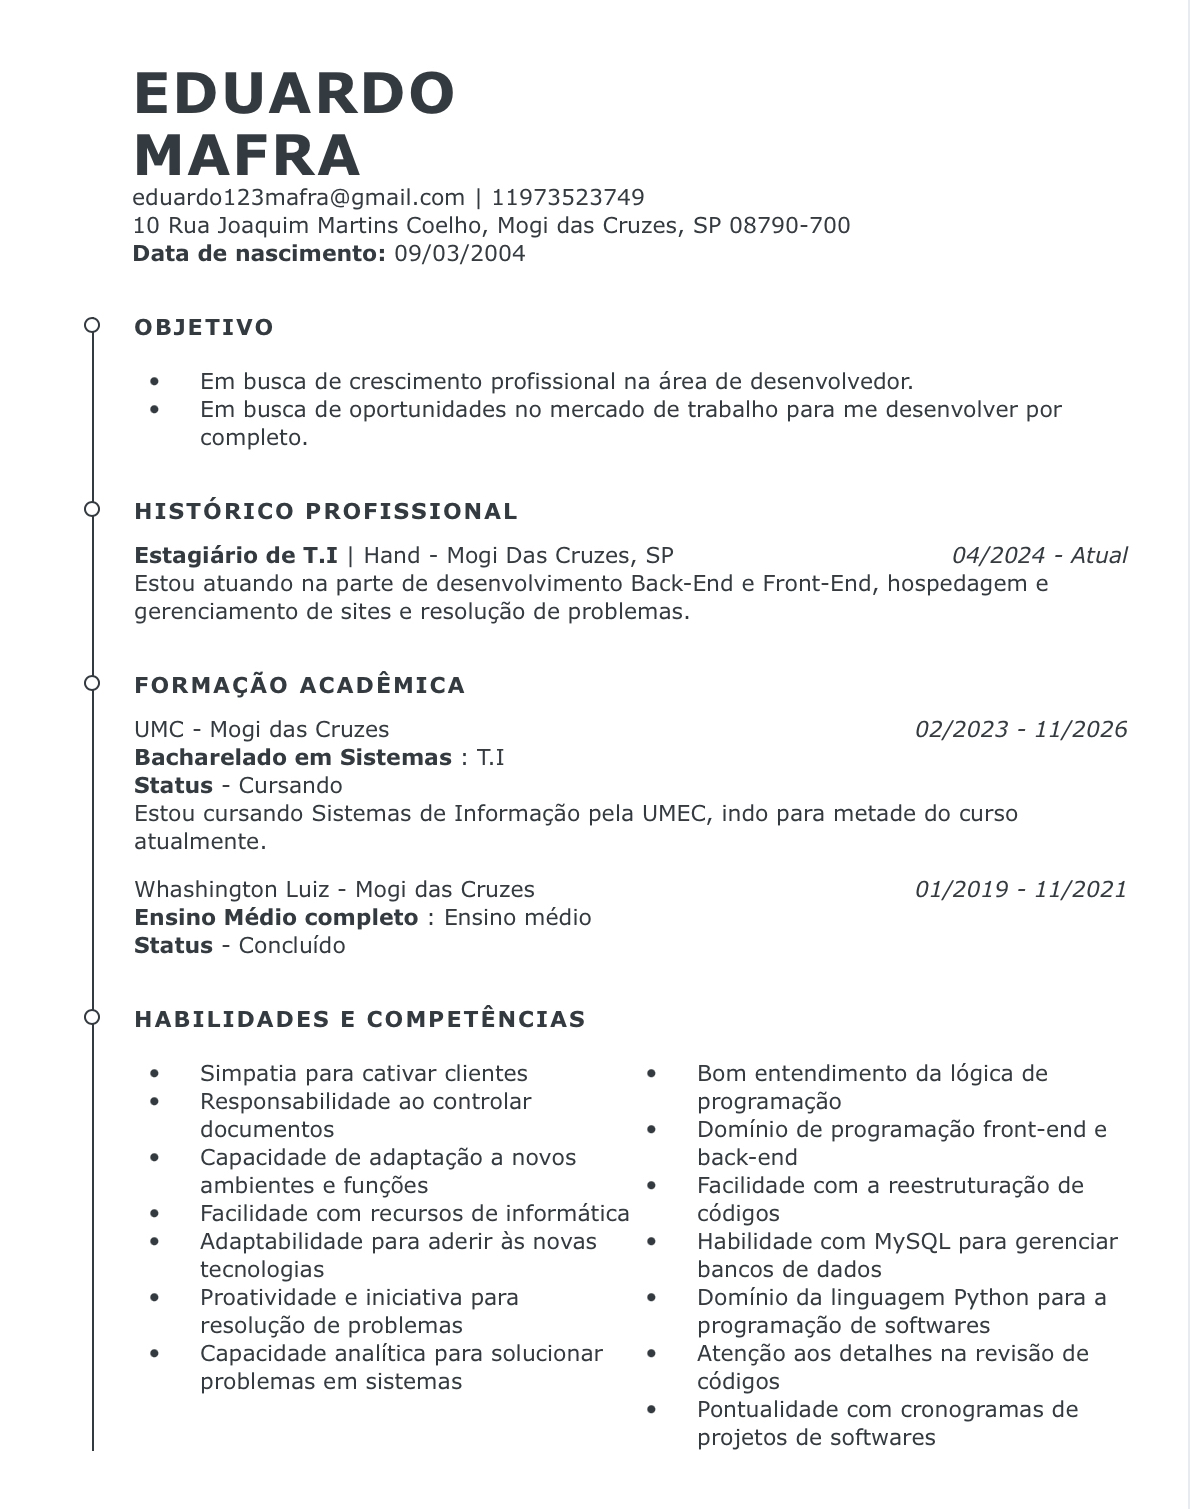 EDUARDO
MAFRA
eduardo123mafra@gmail.com | 11973523749
10 Rua Joaquim Martins Coelho, Mogi das Cruzes, SP 08790-700
Data de nascimento: 09/03/2004
OBJETIVO
• Em busca de crescimento profissional na área de desenvolvedor.
• Em busca de oportunidades no mercado de trabalho para me desenvolver por
completo.
HISTÓRICO PROFISSIONAL
Estagiário de T.I | Hand - Mogi Das Cruzes, SP 04/2024 - Atual
Estou atuando na parte de desenvolvimento Back-End e Front-End, hospedagem e
gerenciamento de sites e resolução de problemas.
FORMAÇÃO ACADÊMICA
UMC - Mogi das Cruzes 02/2023 - 11/2026
Bacharelado em Sistemas : T.I
Status - Cursando
Estou cursando Sistemas de Informação pela UMEC, indo para metade do curso
atualmente.
Whashington Luiz - Mogi das Cruzes 01/2019 - 11/2021
Ensino Médio completo : Ensino médio
Status - Concluído
HABILIDADES E COMPETÊNCIAS
• Simpatia para cativar clientes
• Responsabilidade ao controlar
documentos
• Capacidade de adaptação a novos
ambientes e funções
• Facilidade com recursos de informática
• Adaptabilidade para aderir às novas
tecnologias
• Proatividade e iniciativa para
resolução de problemas
• Capacidade analítica para solucionar
problemas em sistemas
• Bom entendimento da lógica de
programação
• Domínio de programação front-end e
back-end
• Facilidade com a reestruturação de
códigos
• Habilidade com MySQL para gerenciar
bancos de dados
• Domínio da linguagem Python para a
programação de softwares
• Atenção aos detalhes na revisão de
códigos
• Pontualidade com cronogramas de
projetos de softwares